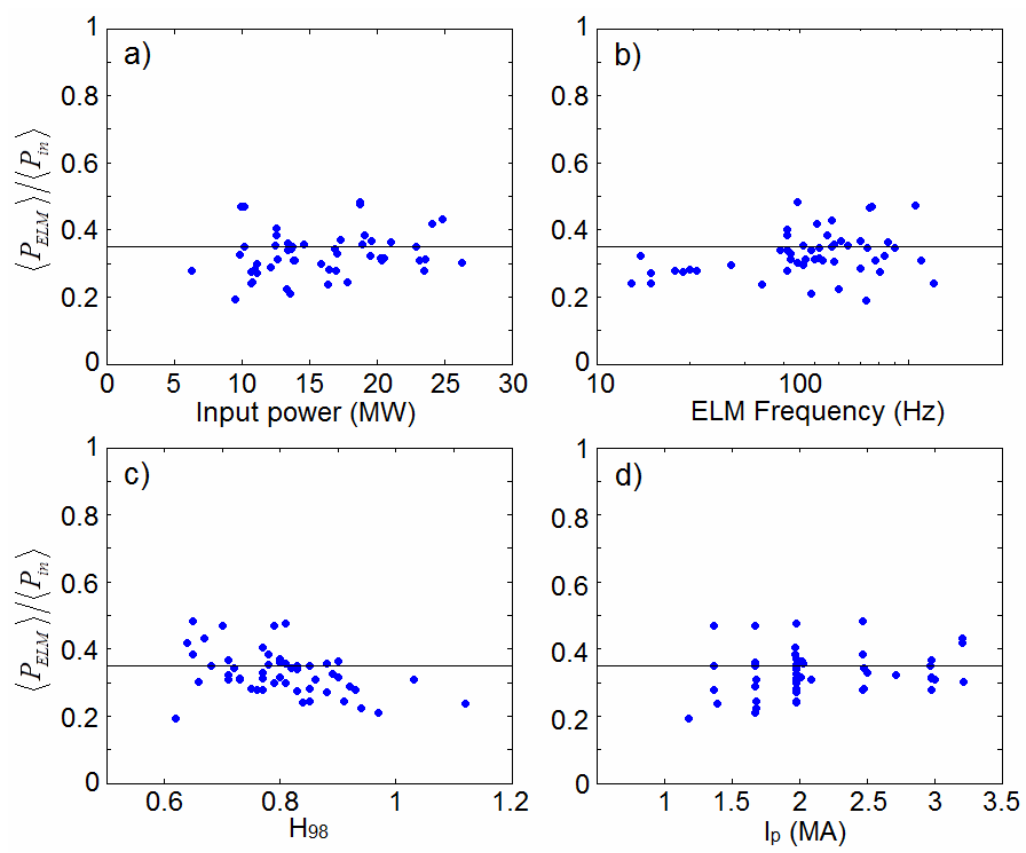 a)
1
0.8
0.6
0.4
0.2
0
⟨P_ELM⟩/⟨P_in⟩
0 5 10 15 20 25 30
Input power (MW)
b)
1
0.8
0.6
0.4
0.2
0
10 100
ELM Frequency (Hz)
c)
1
0.8
0.6
0.4
0.2
0
⟨P_ELM⟩/⟨P_in⟩
0.6 0.8 1 1.2
H₉₈
d)
1
0.8
0.6
0.4
0.2
0
1 1.5 2 2.5 3 3.5
Iₚ (MA)